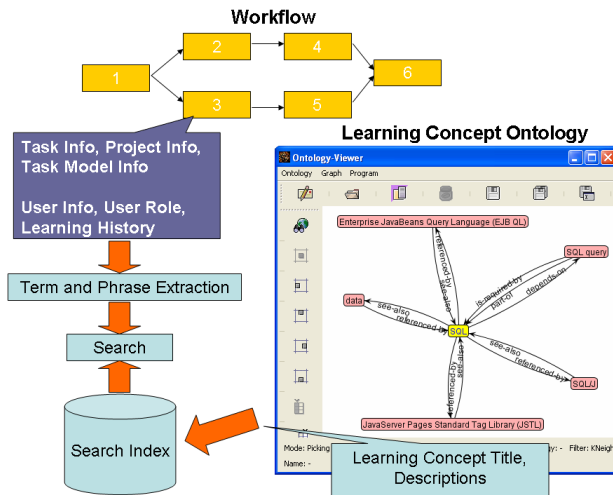 Workflow
1
2
4
3
5
6
Task Info, Project Info,
Task Model Info
User Info, User Role,
Learning History
Term and Phrase Extraction
Search
Search Index
Learning Concept Ontology
Ontology-Viewer
Ontology Graph Program
Enterprise JavaBeans Query Language (EJB QL)
SQL query
data
SQL
SQL/J
JavaServer Pages Standard Tag Library (JSTL)
referenced-by
see-also
is-required-by
part-of
depends on
see-also
referenced by
see-also
referenced-by
referenced-by
see-also
Mode: Picking
Filter: KNeigh
Name: -
Learning Concept Title,
Descriptions